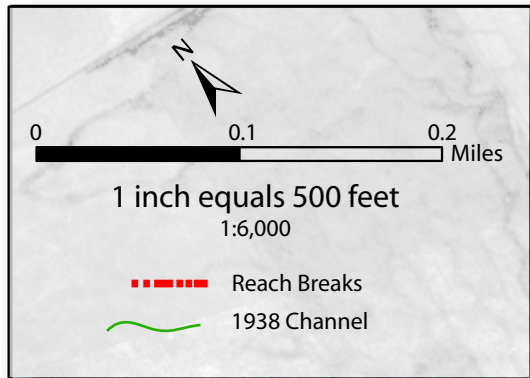 N
0 0.1 0.2
Miles
1 inch equals 500 feet
1:6,000
Reach Breaks
1938 Channel